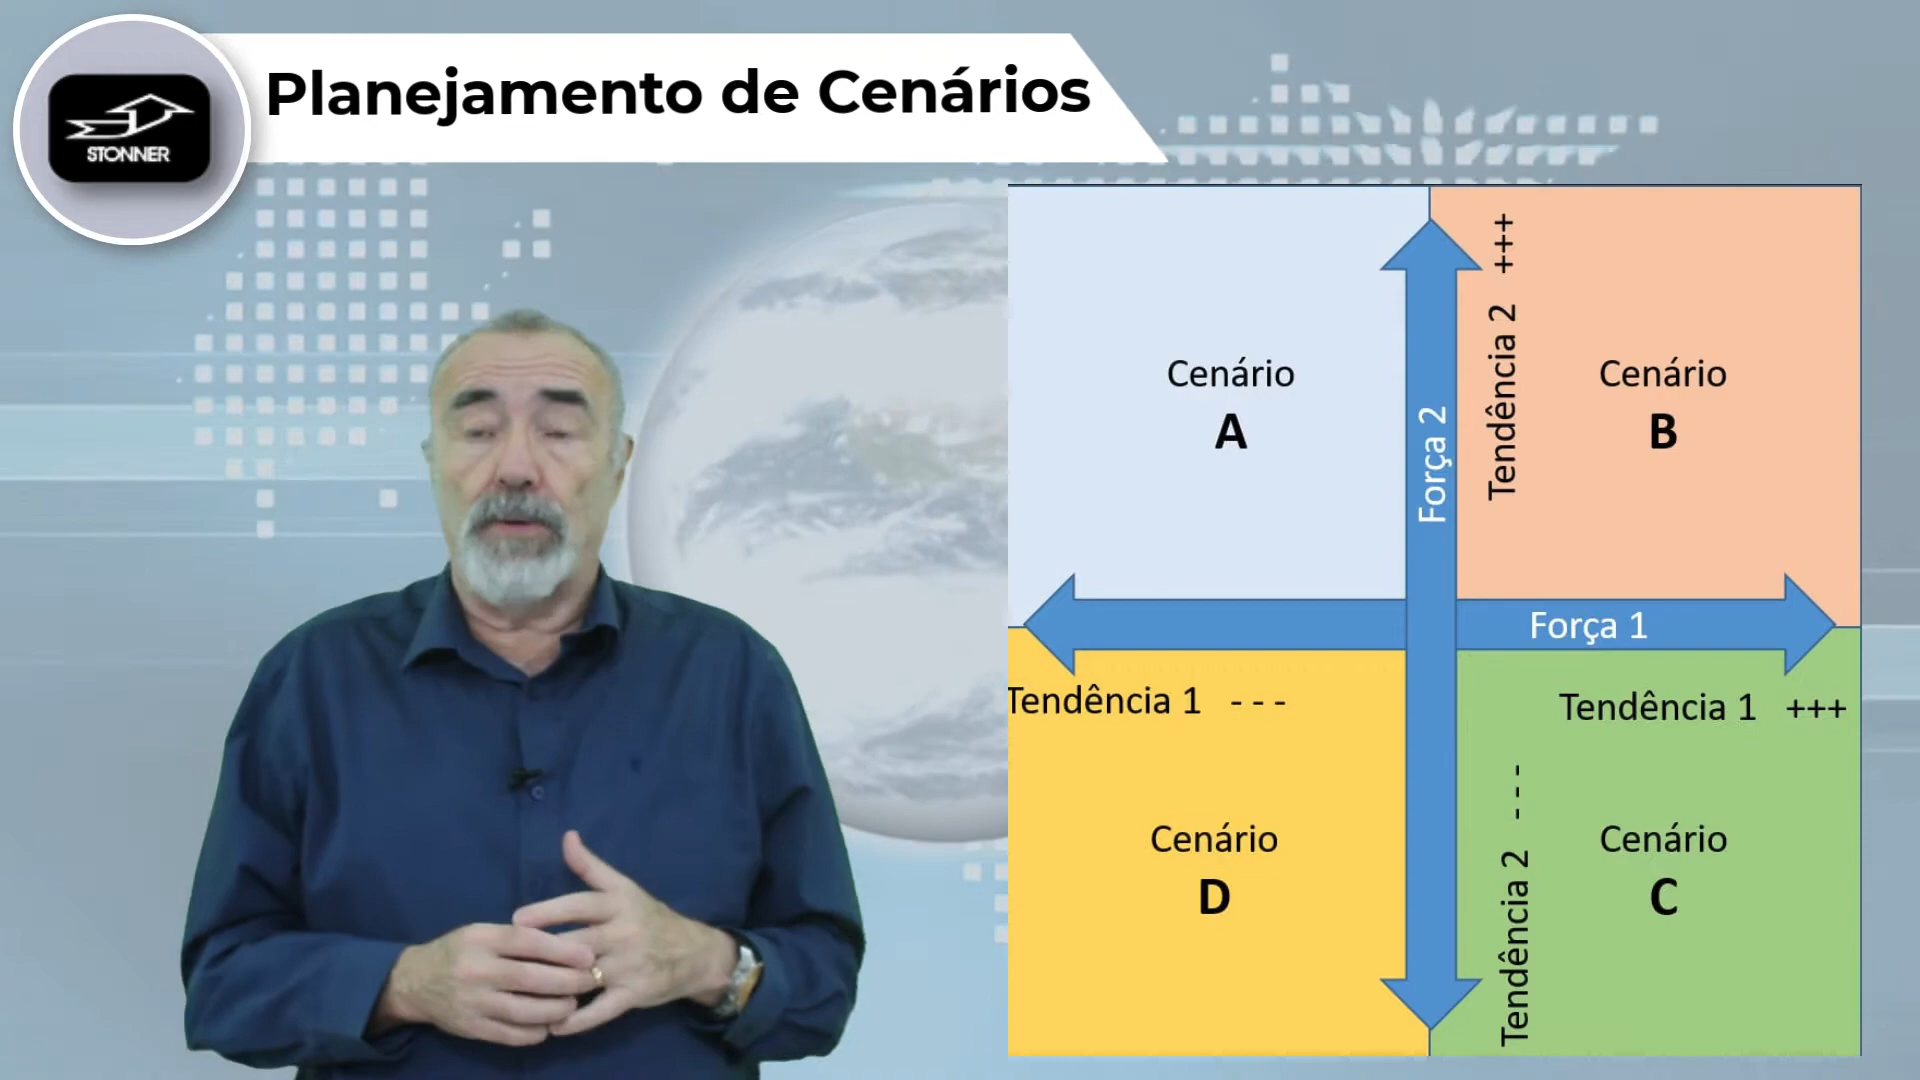 Planejamento de Cenários
STONNER
Cenário
A
Força 2
Tendência 2 +++
Cenário
B
Força 1
Tendência 1 - - -
Tendência 1 +++
Cenário
D
Tendência 2 - - -
Cenário
C